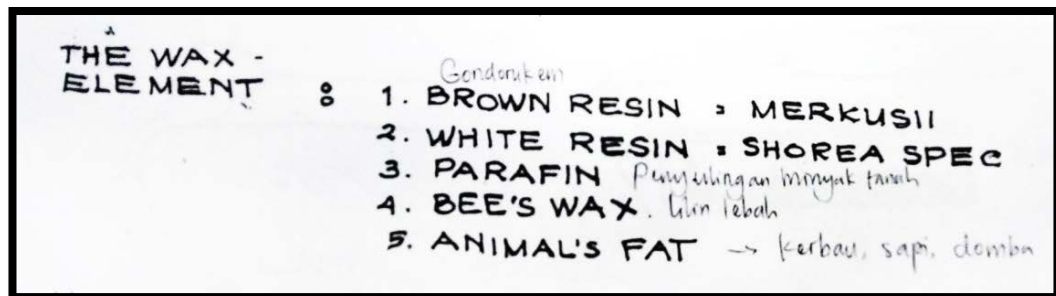 THE WAX -
ELEMENT :
Gondorukem
1. BROWN RESIN : MERKUSII
2. WHITE RESIN : SHOREA SPEC
3. PARAFIN Penyulingan minyak tanah
4. BEE'S WAX. lilin lebah
5. ANIMAL'S FAT → kerbau, sapi, domba